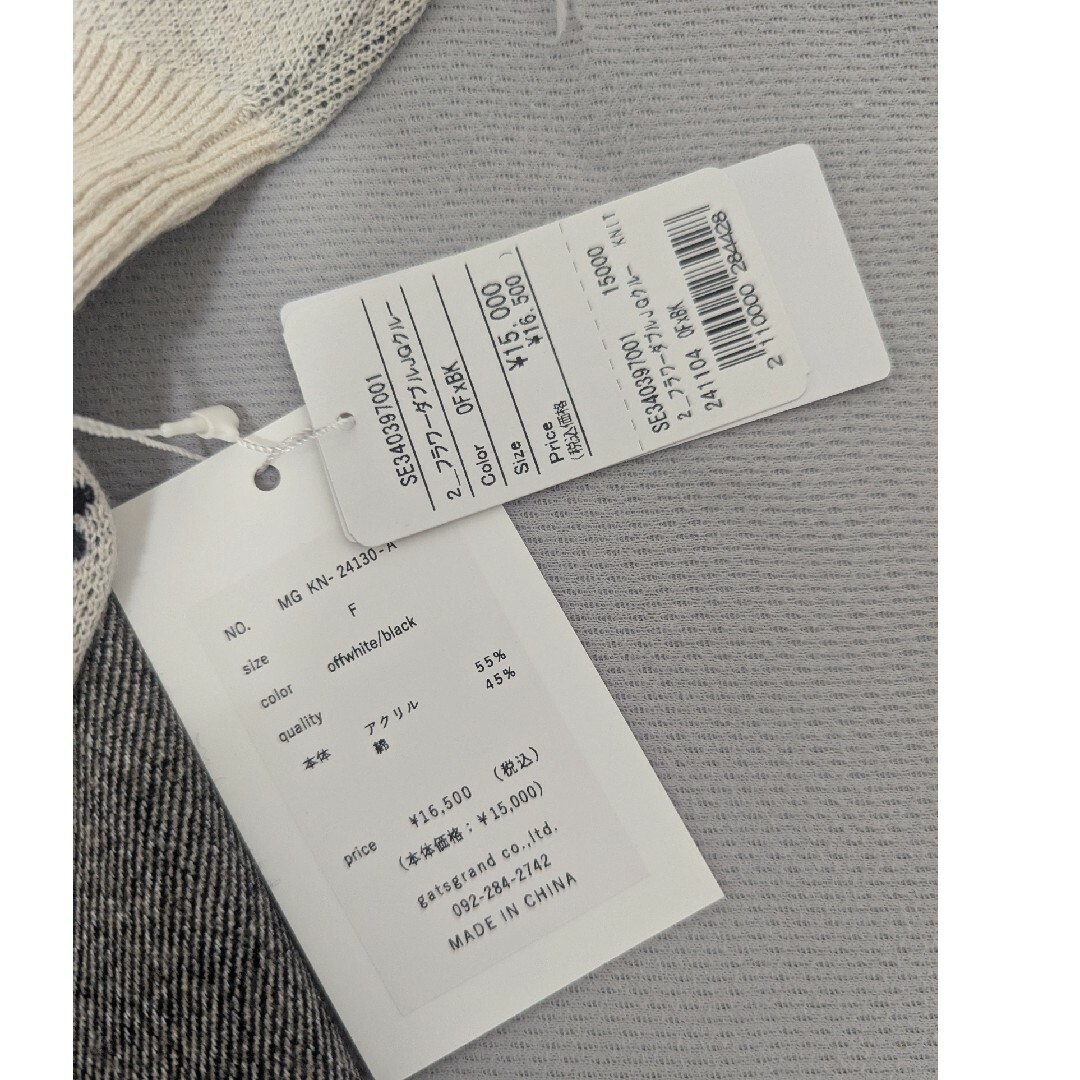 SE340397001
2_フラワーダブルJQクルー
Color OFXBK
Size
Price ¥15,000
(税込価格 ¥16,500 )
SE340397001 15000
2_フラワーダブルJQクルー KNIT
241104 OFXBK
2110000 284428
NO. MG KN-24130-A
size F
color offwhite/black
quality
本体 アクリル 55%
綿 45%
price ¥16,500 (税込)
(本体価格:¥15,000)
gatsgrand co.,ltd.
092-284-2742
MADE IN CHINA